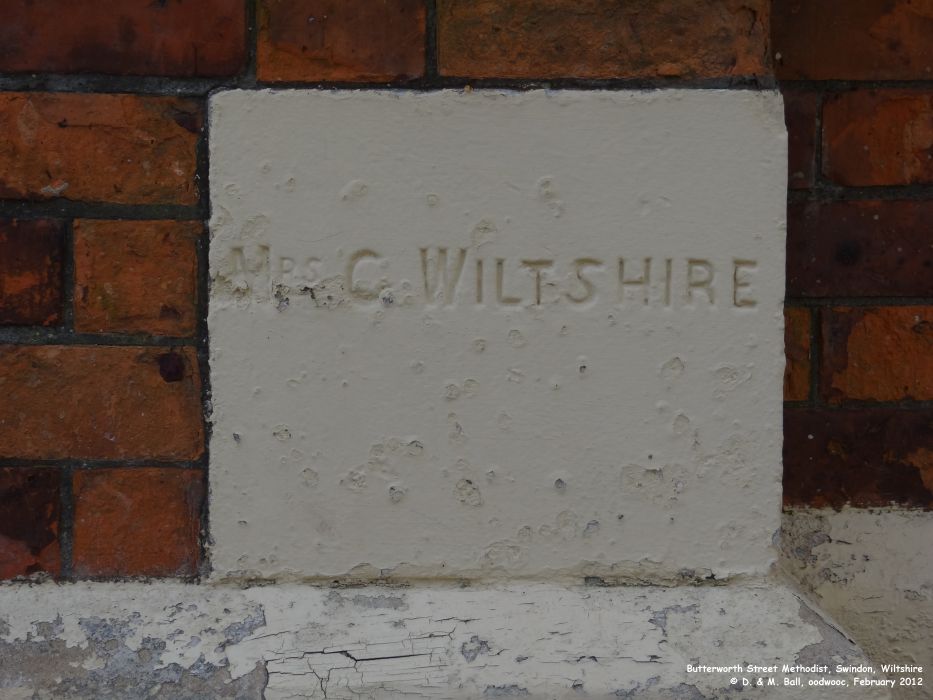 Mrs C Wiltshire
Butterworth Street Methodist, Swindon, Wiltshire
© D. & M. Ball, oodwooc, February 2012